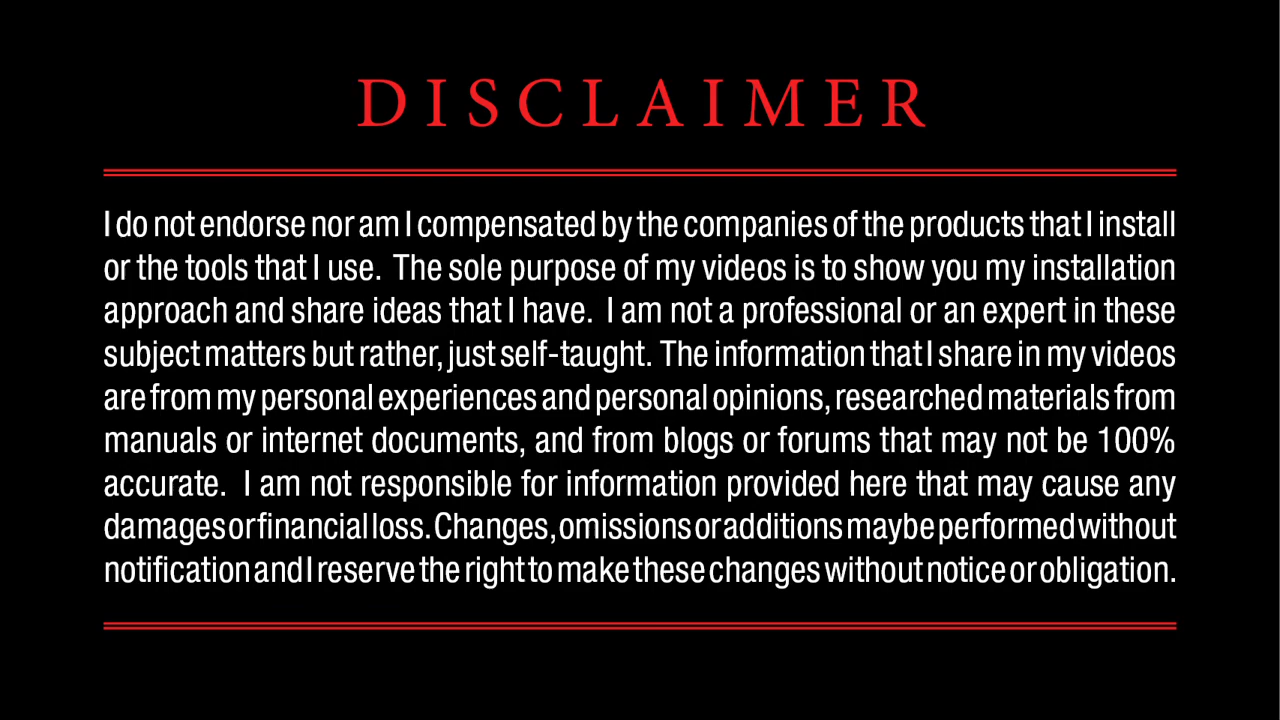 DISCLAIMER
I do not endorse nor am I compensated by the companies of the products that I install
or the tools that I use. The sole purpose of my videos is to show you my installation
approach and share ideas that I have. I am not a professional or an expert in these
subject matters but rather, just self-taught. The information that I share in my videos
are from my personal experiences and personal opinions, researched materials from
manuals or internet documents, and from blogs or forums that may not be 100%
accurate. I am not responsible for information provided here that may cause any
damages or financial loss. Changes, omissions or additions may be performed without
notification and I reserve the right to make these changes without notice or obligation.